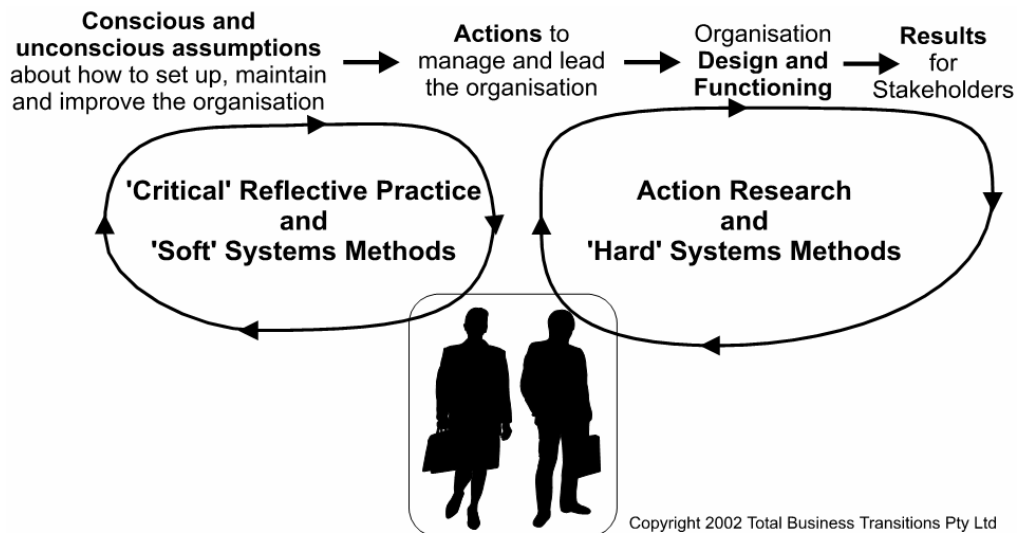 Conscious and
unconscious assumptions
about how to set up, maintain
and improve the organisation
Actions to
manage and lead
the organisation
Organisation
Design and
Functioning
Results
for
Stakeholders
'Critical' Reflective Practice
and
'Soft' Systems Methods
Action Research
and
'Hard' Systems Methods
Copyright 2002 Total Business Transitions Pty Ltd